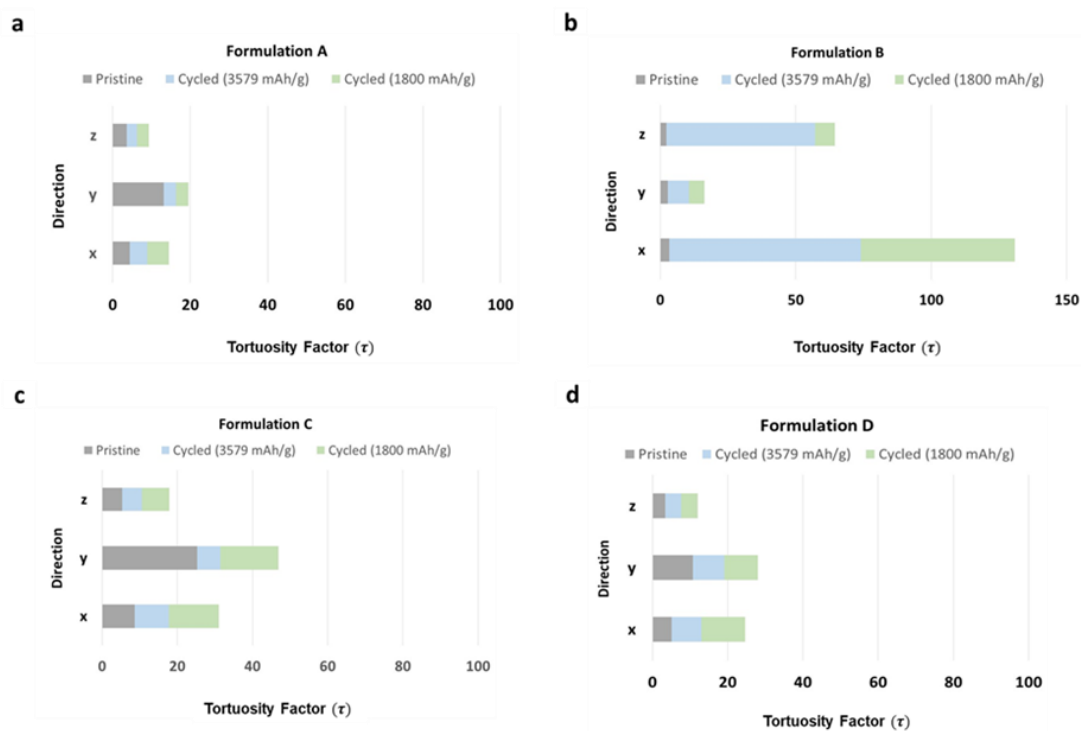 a
Formulation A
Pristine Cycled (3579 mAh/g) Cycled (1800 mAh/g)
Direction
z
y
x
0 20 40 60 80 100
Tortuosity Factor (τ)
b
Formulation B
Pristine Cycled (3579 mAh/g) Cycled (1800 mAh/g)
Direction
z
y
x
0 50 100 150
Tortuosity Factor (τ)
c
Formulation C
Pristine Cycled (3579 mAh/g) Cycled (1800 mAh/g)
Direction
z
y
x
0 20 40 60 80 100
Tortuosity Factor (τ)
d
Formulation D
Pristine Cycled (3579 mAh/g) Cycled (1800 mAh/g)
Direction
z
y
x
0 20 40 60 80 100
Tortuosity Factor (τ)